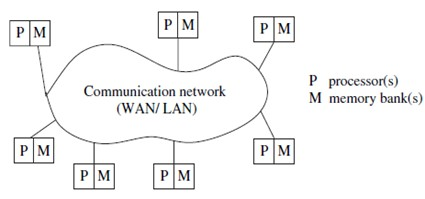 P M
P M
P M
Communication network
(WAN/ LAN)
P processor(s)
M memory bank(s)
P M
P M
P M
P M